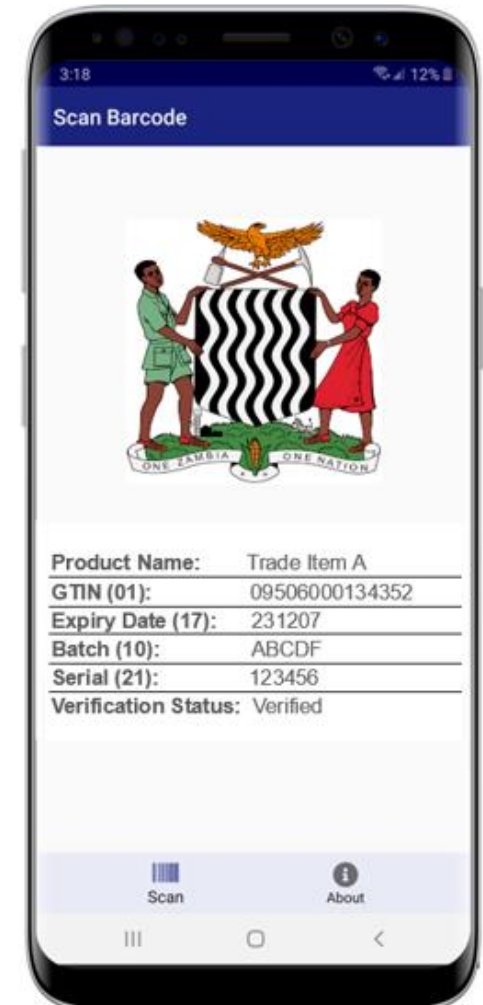 3:18 12%
Scan Barcode
ONE ZAMBIA ONE NATION
Product Name: Trade Item A
GTIN (01): 09506000134352
Expiry Date (17): 231207
Batch (10): ABCDF
Serial (21): 123456
Verification Status: Verified
Scan About